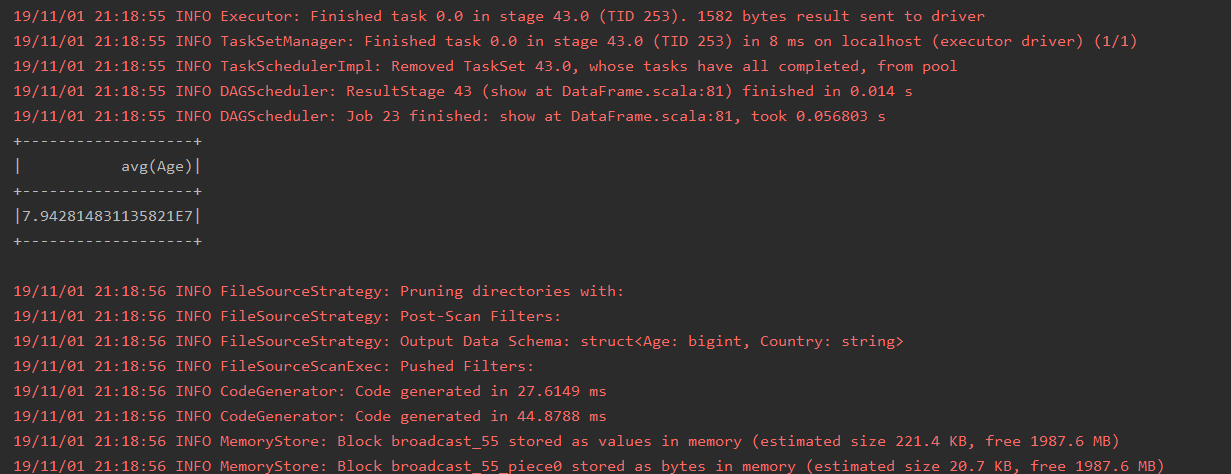 19/11/01 21:18:55 INFO Executor: Finished task 0.0 in stage 43.0 (TID 253). 1582 bytes result sent to driver
19/11/01 21:18:55 INFO TaskSetManager: Finished task 0.0 in stage 43.0 (TID 253) in 8 ms on localhost (executor driver) (1/1)
19/11/01 21:18:55 INFO TaskSchedulerImpl: Removed TaskSet 43.0, whose tasks have all completed, from pool
19/11/01 21:18:55 INFO DAGScheduler: ResultStage 43 (show at DataFrame.scala:81) finished in 0.014 s
19/11/01 21:18:55 INFO DAGScheduler: Job 23 finished: show at DataFrame.scala:81, took 0.056803 s
+-------------------+
|           avg(Age)|
+-------------------+
|7.942814831135821E7|
+-------------------+
19/11/01 21:18:56 INFO FileSourceStrategy: Pruning directories with:
19/11/01 21:18:56 INFO FileSourceStrategy: Post-Scan Filters:
19/11/01 21:18:56 INFO FileSourceStrategy: Output Data Schema: struct<Age: bigint, Country: string>
19/11/01 21:18:56 INFO FileSourceScanExec: Pushed Filters:
19/11/01 21:18:56 INFO CodeGenerator: Code generated in 27.6149 ms
19/11/01 21:18:56 INFO CodeGenerator: Code generated in 44.8788 ms
19/11/01 21:18:56 INFO MemoryStore: Block broadcast_55 stored as values in memory (estimated size 221.4 KB, free 1987.6 MB)
19/11/01 21:18:56 INFO MemoryStore: Block broadcast_55_piece0 stored as bytes in memory (estimated size 20.7 KB, free 1987.6 MB)